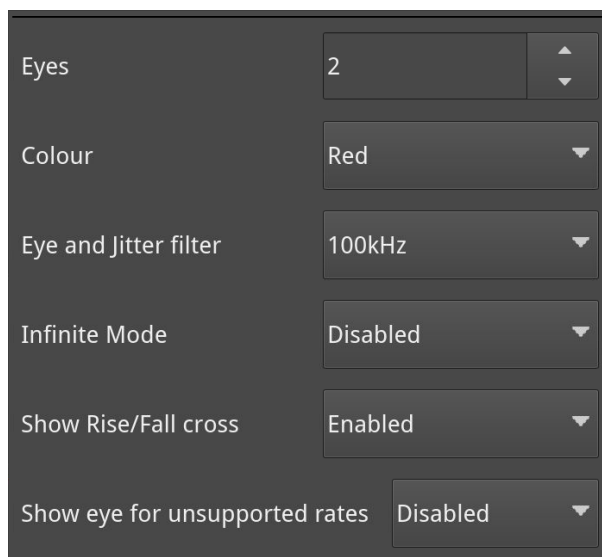 Eyes 2
Colour Red
Eye and Jitter filter 100kHz
Infinite Mode Disabled
Show Rise/Fall cross Enabled
Show eye for unsupported rates Disabled